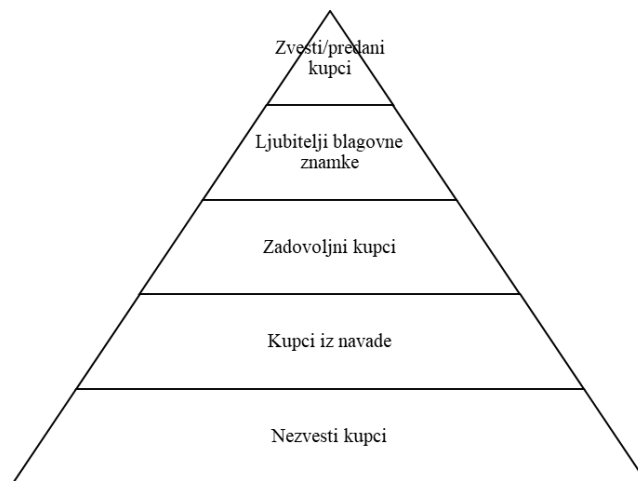 Zvesti/predani
kupci
Ljubitelji blagovne
znamke
Zadovoljni kupci
Kupci iz navade
Nezvesti kupci